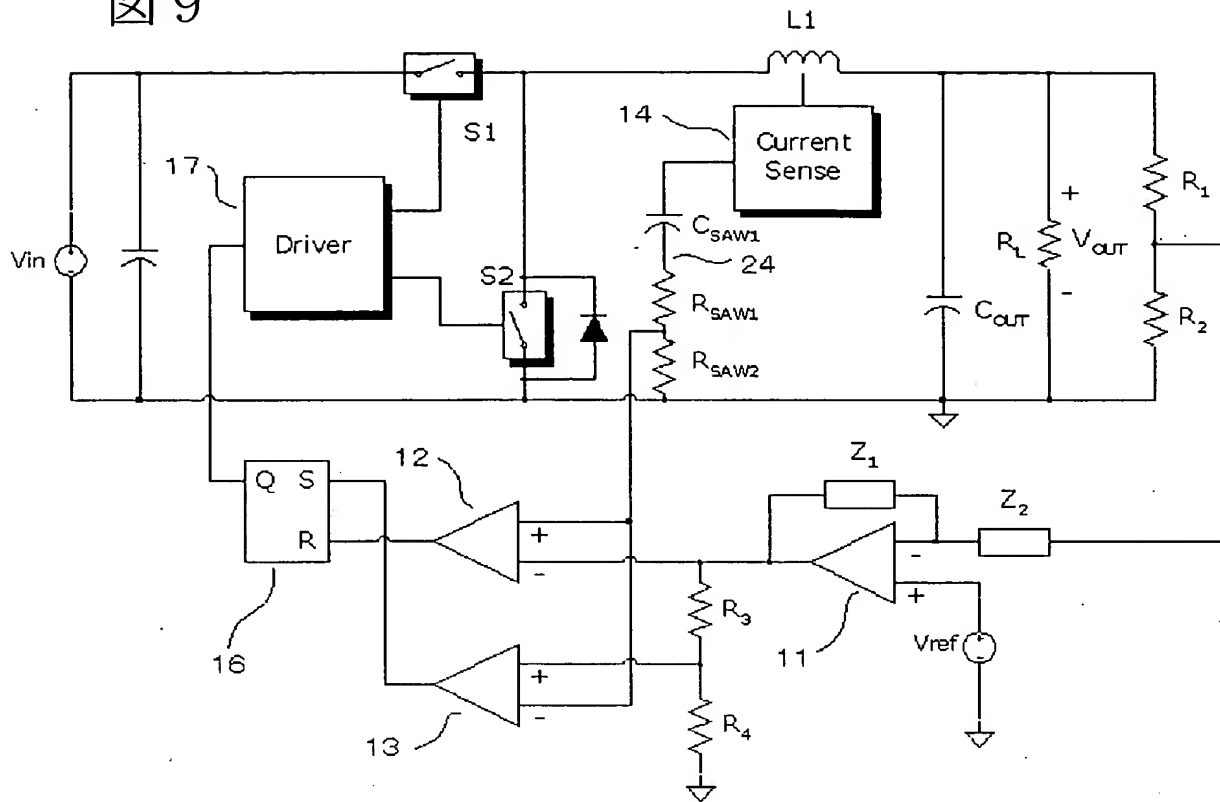 図9
L1
S1
14
Current
Sense
17
Driver
Vin
S2
C_SAW1
24
R_SAW1
R_SAW2
C_OUT
R_L
+
V_OUT
-
R_1
R_2
12
Q S
R
16
+
-
Z_1
Z_2
-
+
11
Vref
R_3
R_4
+
-
13